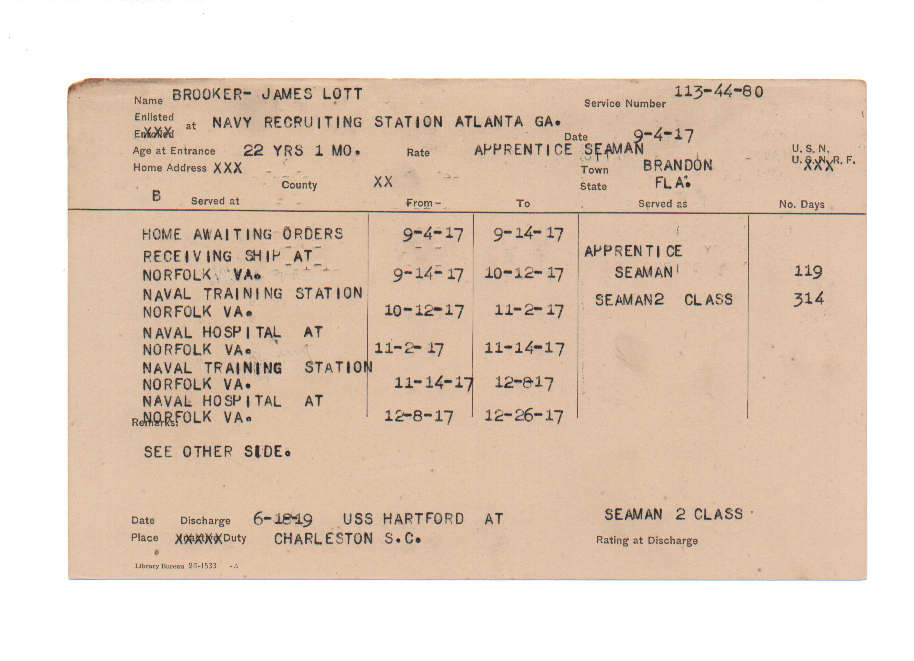 Name BROOKER- JAMES LOTT Service Number 113-44-80
Enlisted
Enrolled XXX at NAVY RECRUITING STATION ATLANTA GA. Date 9-4-17
Age at Entrance 22 YRS 1 MO. Rate APPRENTICE SEAMAN U. S. N.
Home Address XXX Town BRANDON U. S. N. R. F. XXX
County XX State FLA.
B Served at From- To Served as No. Days
HOME AWAITING ORDERS 9-4-17 9-14-17
RECEIVING SHIP AT APPRENTICE
NORFOLK VA. 9-14-17 10-12-17 SEAMAN 119
NAVAL TRAINING STATION SEAMAN2 CLASS 314
NORFOLK VA. 10-12-17 11-2-17
NAVAL HOSPITAL AT
NORFOLK VA. 11-2-17 11-14-17
NAVAL TRAINING STATION
NORFOLK VA. 11-14-17 12-8-17
NAVAL HOSPITAL AT
NORFOLK VA. 12-8-17 12-26-17
Remarks:
SEE OTHER SIDE.
Date Discharge 6-18-19 USS HARTFORD AT SEAMAN 2 CLASS
Place XXXXX Duty CHARLESTON S.C. Rating at Discharge
Library Bureau 28-1533